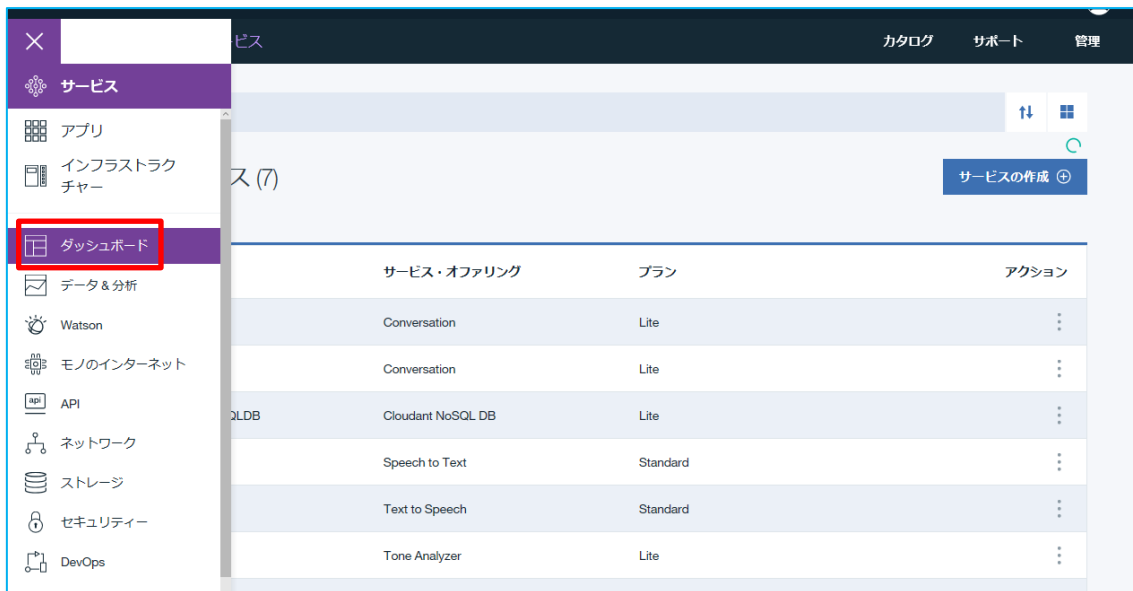 ービス
カタログ サポート 管理
サービス
アプリ
インフラストラク
チャー
ス (7)
サービスの作成
ダッシュボード
サービス・オファリング プラン アクション
データ & 分析
Watson
Conversation Lite
モノのインターネット
Conversation Lite
api API
QLDB Cloudant NoSQL DB Lite
ネットワーク
Speech to Text Standard
ストレージ
Text to Speech Standard
セキュリティー
Tone Analyzer Lite
DevOps